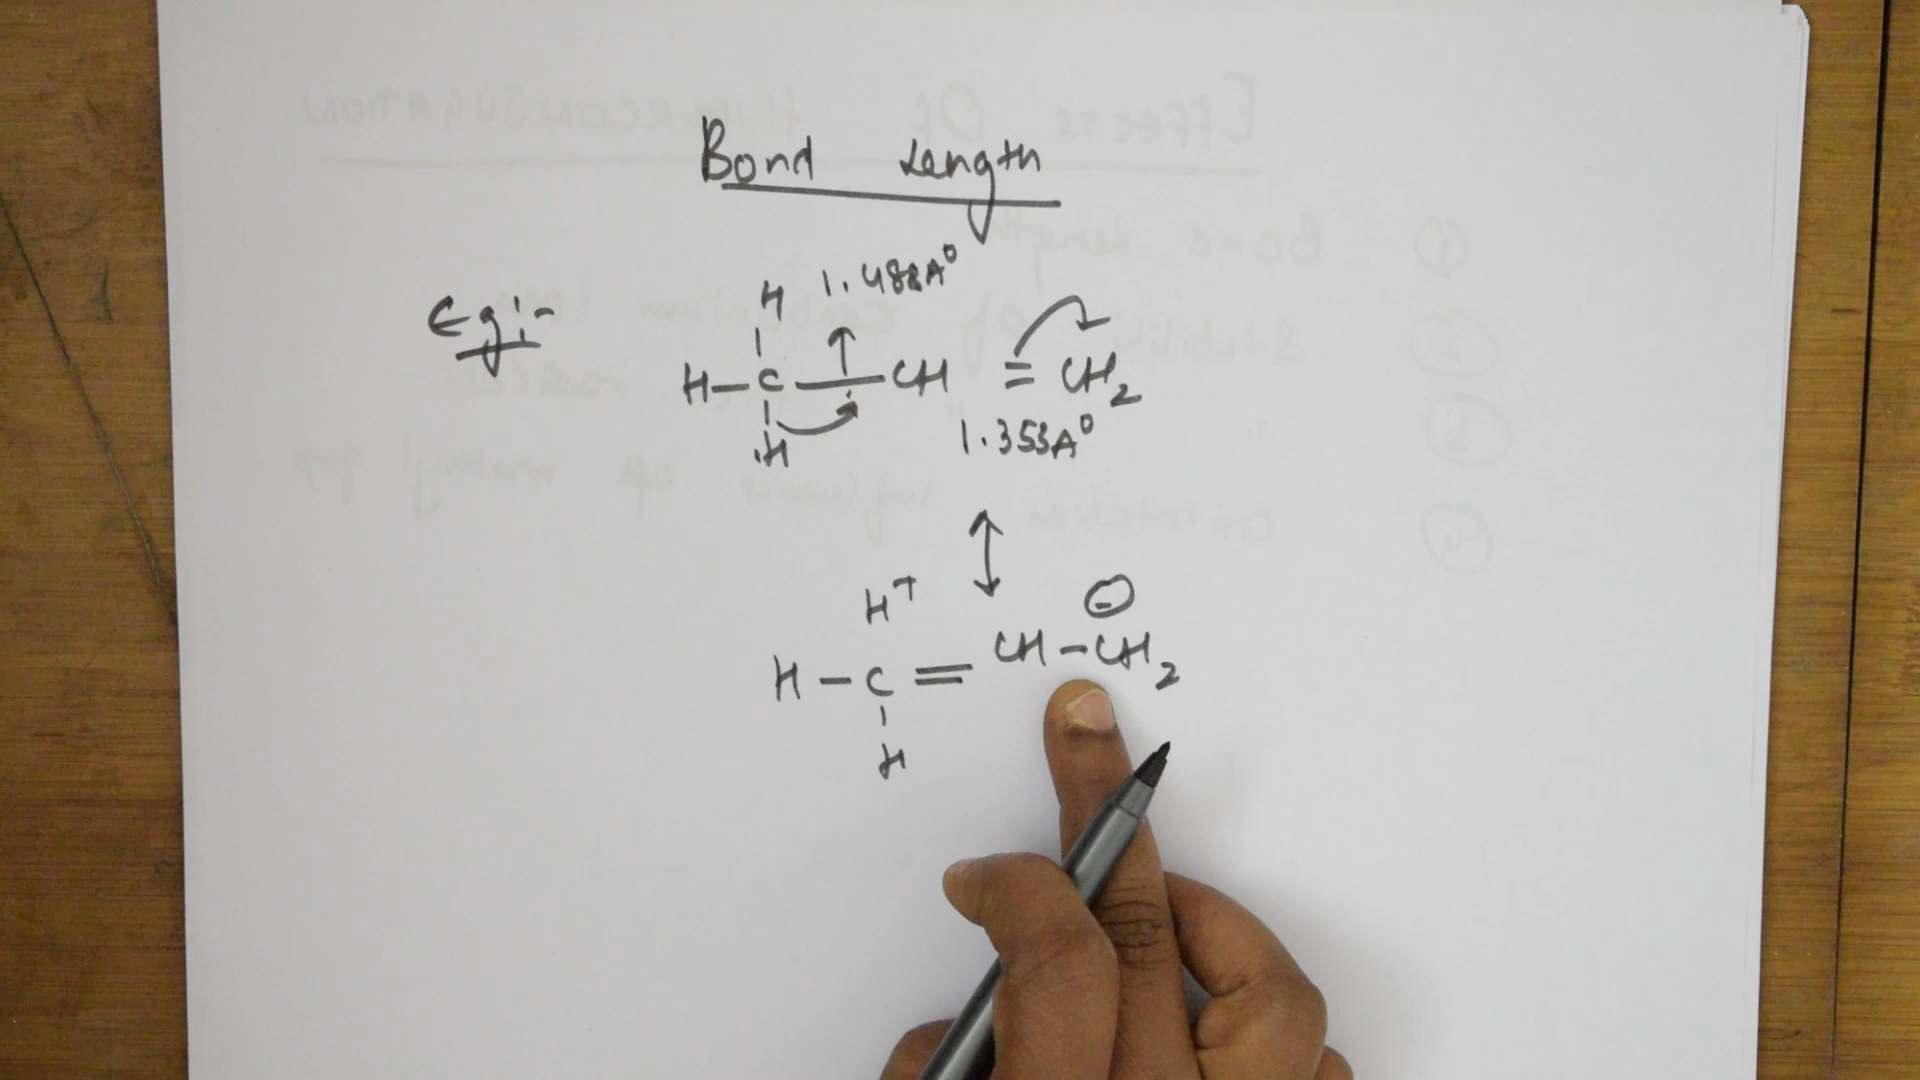 Bond Length
Eg:-
H 1.488A°
H-C-CH = CH2
H 1.353A°
H+ ⊖
H-C=CH-CH2
H